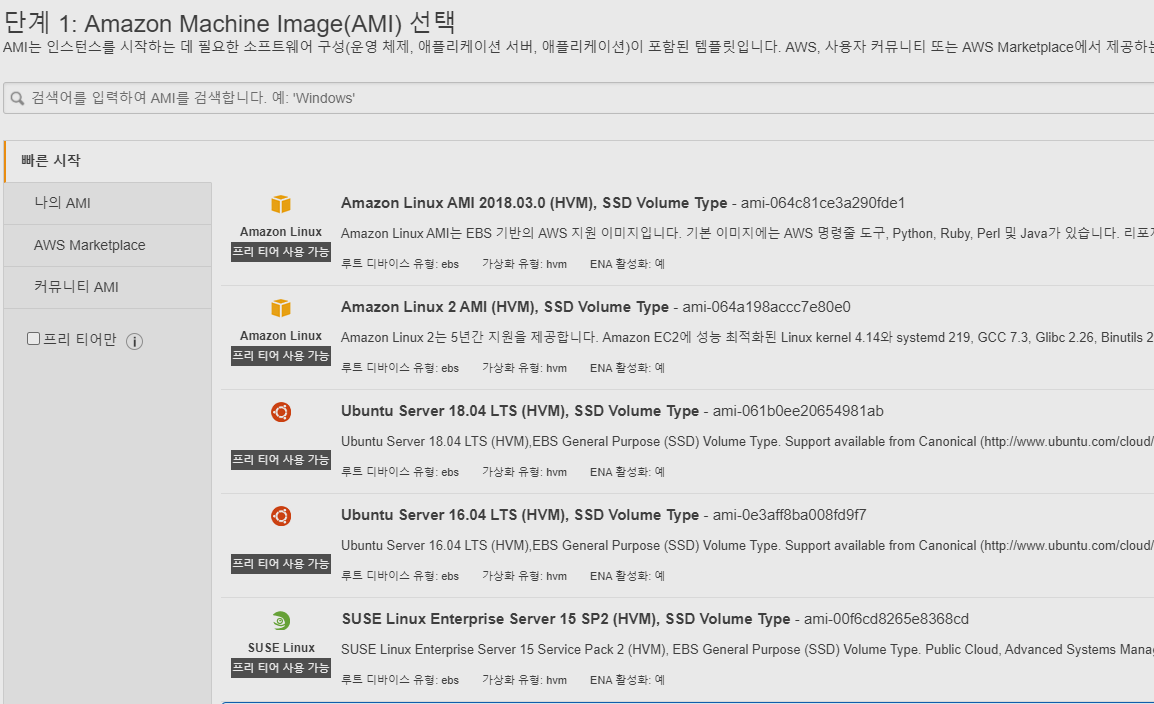 단계 1: Amazon Machine Image(AMI) 선택
AMI는 인스턴스를 시작하는 데 필요한 소프트웨어 구성(운영 체제, 애플리케이션 서버, 애플리케이션)이 포함된 템플릿입니다. AWS, 사용자 커뮤니티 또는 AWS Marketplace에서 제공하는
검색어를 입력하여 AMI를 검색합니다. 예: 'Windows'
빠른 시작
나의 AMI
AWS Marketplace
커뮤니티 AMI
프리 티어만
Amazon Linux
프리 티어 사용 가능
Amazon Linux AMI 2018.03.0 (HVM), SSD Volume Type - ami-064c81ce3a290fde1
Amazon Linux AMI는 EBS 기반의 AWS 지원 이미지입니다. 기본 이미지에는 AWS 명령줄 도구, Python, Ruby, Perl 및 Java가 있습니다.
루트 디바이스 유형: ebs 가상화 유형: hvm ENA 활성화: 예
Amazon Linux
프리 티어 사용 가능
Amazon Linux 2 AMI (HVM), SSD Volume Type - ami-064a198accc7e80e0
Amazon Linux 2는 5년간 지원을 제공합니다. Amazon EC2에 성능 최적화된 Linux kernel 4.14와 systemd 219, GCC 7.3, Glibc 2.26, Binutils 2
루트 디바이스 유형: ebs 가상화 유형: hvm ENA 활성화: 예
프리 티어 사용 가능
Ubuntu Server 18.04 LTS (HVM), SSD Volume Type - ami-061b0ee20654981ab
Ubuntu Server 18.04 LTS (HVM),EBS General Purpose (SSD) Volume Type. Support available from Canonical (http://www.ubuntu.com/cloud/
루트 디바이스 유형: ebs 가상화 유형: hvm ENA 활성화: 예
프리 티어 사용 가능
Ubuntu Server 16.04 LTS (HVM), SSD Volume Type - ami-0e3aff8ba008fd9f7
Ubuntu Server 16.04 LTS (HVM),EBS General Purpose (SSD) Volume Type. Support available from Canonical (http://www.ubuntu.com/cloud/
루트 디바이스 유형: ebs 가상화 유형: hvm ENA 활성화: 예
SUSE Linux
프리 티어 사용 가능
SUSE Linux Enterprise Server 15 SP2 (HVM), SSD Volume Type - ami-00f6cd8265e8368cd
SUSE Linux Enterprise Server 15 Service Pack 2 (HVM), EBS General Purpose (SSD) Volume Type. Public Cloud, Advanced Systems
루트 디바이스 유형: ebs 가상화 유형: hvm ENA 활성화: 예